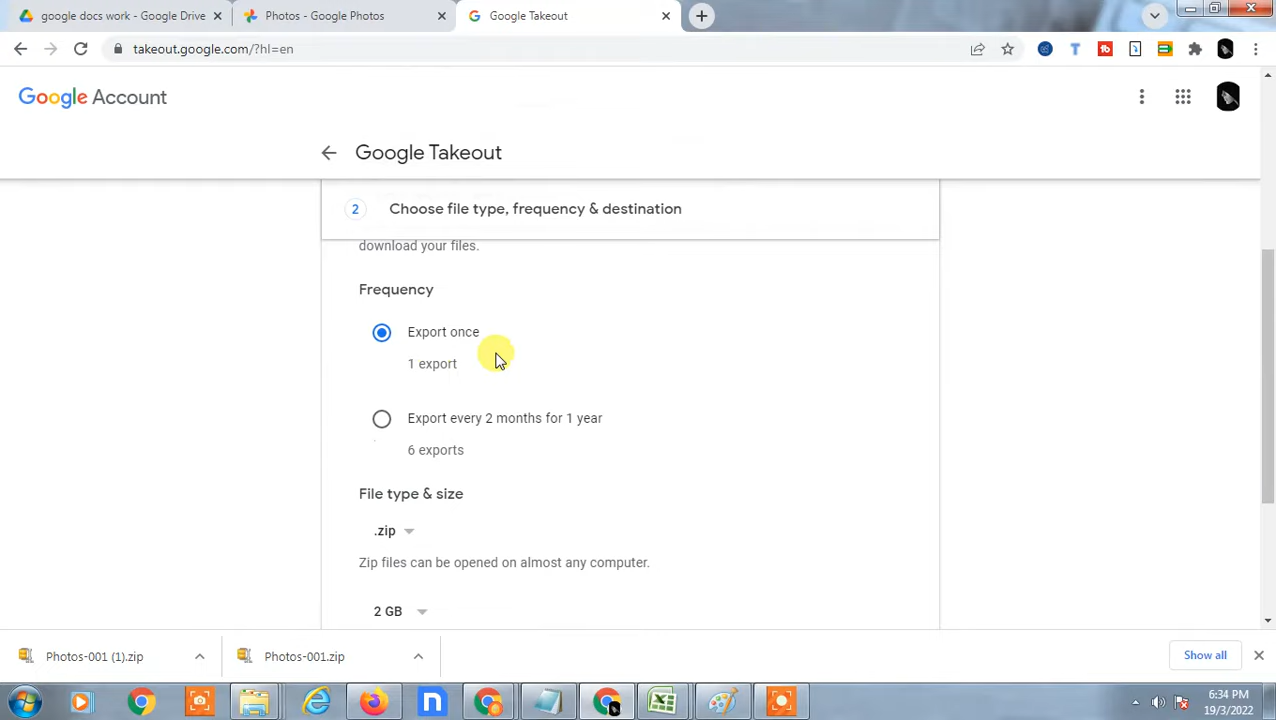 google docs work - Google Drive
Photos - Google Photos
Google Takeout
takeout.google.com/?hl=en
Google Account
Google Takeout
2 Choose file type, frequency & destination
download your files.
Frequency
Export once
1 export
Export every 2 months for 1 year
6 exports
File type & size
.zip
Zip files can be opened on almost any computer.
2 GB
Photos-001 (1).zip
Photos-001.zip
Show all
6:34 PM
19/3/2022